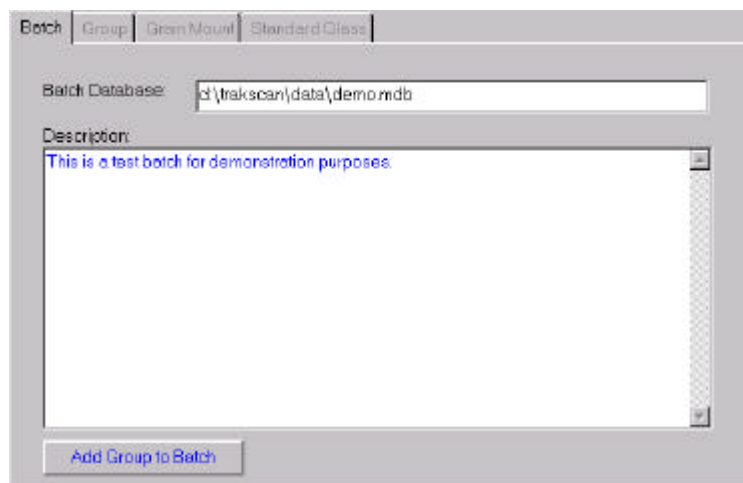 Batch Group Grain Mount Standard Glass
Batch Database: d:\trakscan\data\demo.mdb
Description:
This is a test batch for demonstration purposes.
Add Group to Batch